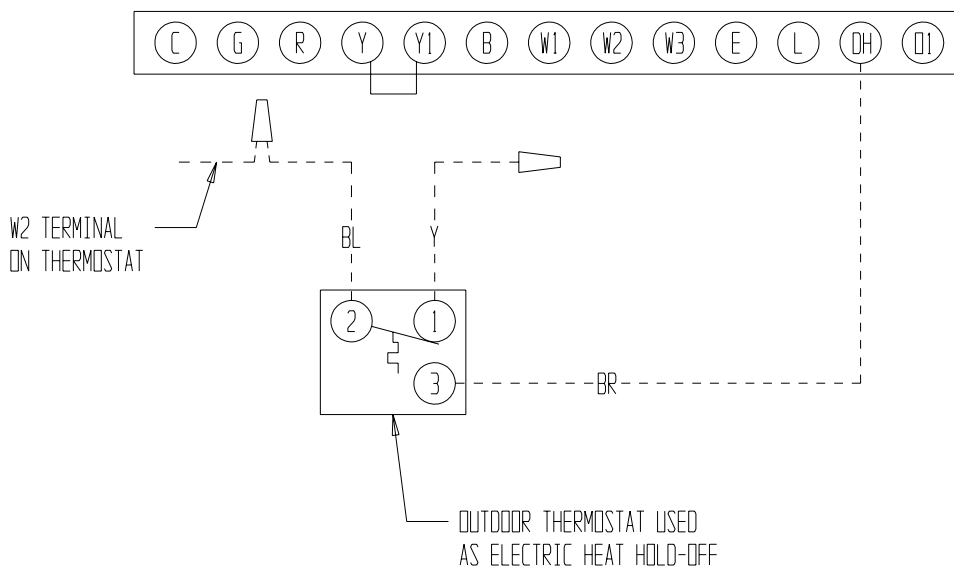 C G R Y Y1 B W1 W2 W3 E L DH O1
W2 TERMINAL
ON THERMOSTAT
BL Y
2 1
3 BR
OUTDOOR THERMOSTAT USED
AS ELECTRIC HEAT HOLD-OFF